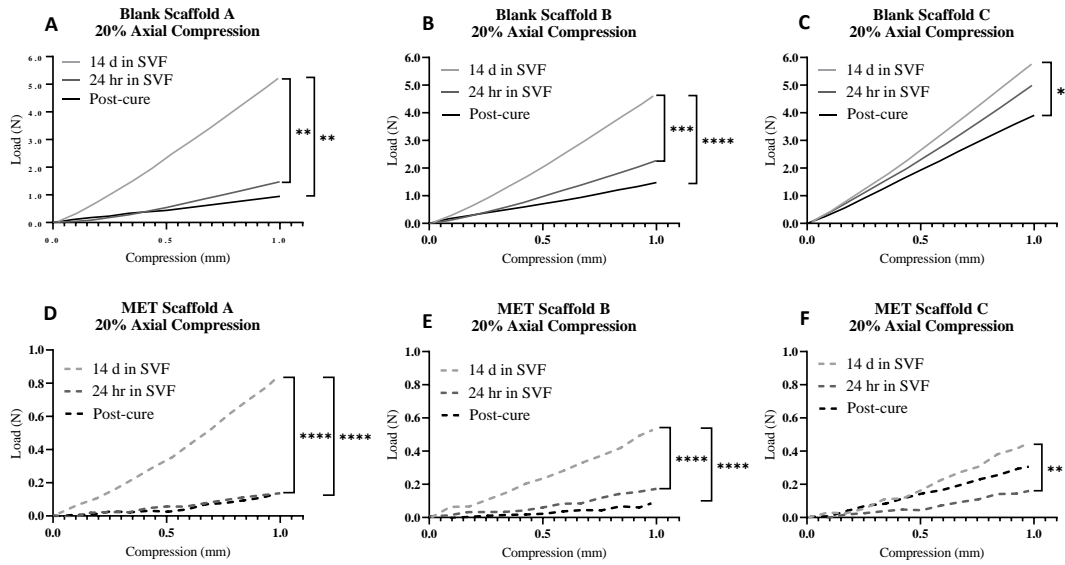 A
Blank Scaffold A
20% Axial Compression
6.0
5.0
4.0
3.0
2.0
1.0
0.0
Load (N)
14 d in SVF
24 hr in SVF
Post-cure
**
**
0.0
0.5
1.0
Compression (mm)
B
Blank Scaffold B
20% Axial Compression
6.0
5.0
4.0
3.0
2.0
1.0
0.0
Load (N)
14 d in SVF
24 hr in SVF
Post-cure
***
****
0.0
0.5
1.0
Compression (mm)
C
Blank Scaffold C
20% Axial Compression
6.0
5.0
4.0
3.0
2.0
1.0
0.0
Load (N)
14 d in SVF
24 hr in SVF
Post-cure
*
0.0
0.5
1.0
Compression (mm)
D
MET Scaffold A
20% Axial Compression
1.0
0.8
0.6
0.4
0.2
0.0
Load (N)
14 d in SVF
24 hr in SVF
Post-cure
****
****
0.0
0.5
1.0
Compression (mm)
E
MET Scaffold B
20% Axial Compression
1.0
0.8
0.6
0.4
0.2
0.0
Load (N)
14 d in SVF
24 hr in SVF
Post-cure
****
****
0.0
0.5
1.0
Compression (mm)
F
MET Scaffold C
20% Axial Compression
1.0
0.8
0.6
0.4
0.2
0.0
Load (N)
14 d in SVF
24 hr in SVF
Post-cure
**
0.0
0.5
1.0
Compression (mm)